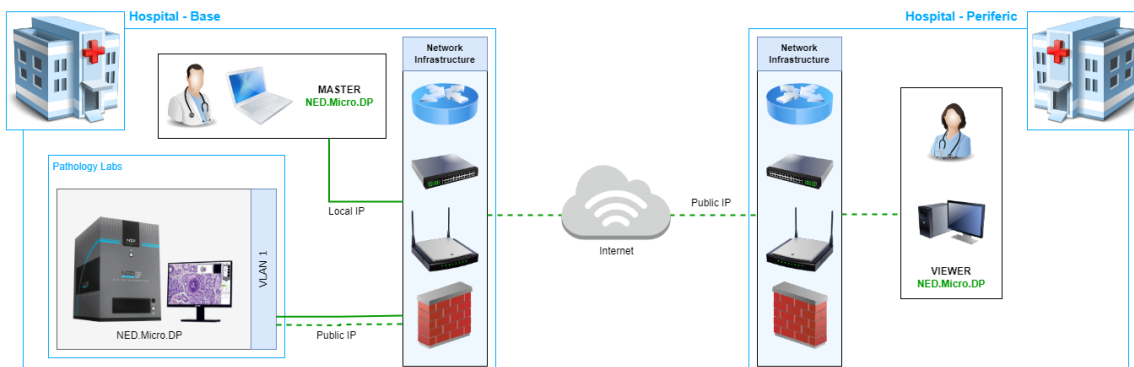 Hospital - Base
Hospital - Periferic
Network
Infrastructure
Network
Infrastructure
MASTER
NED.Micro.DP
Pathology Labs
Local IP
Public IP
Internet
VLAN 1
NED.Micro.DP
Public IP
VIEWER
NED.Micro.DP